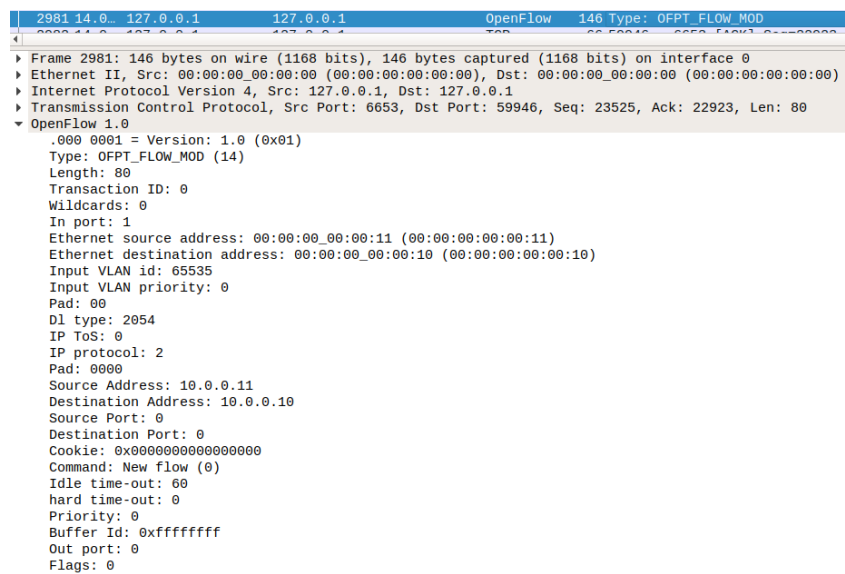 2981 14.0… 127.0.0.1 127.0.0.1 OpenFlow 146 Type: OFPT_FLOW_MOD
Frame 2981: 146 bytes on wire (1168 bits), 146 bytes captured (1168 bits) on interface 0
Ethernet II, Src: 00:00:00_00:00:00 (00:00:00:00:00:00), Dst: 00:00:00_00:00:00 (00:00:00:00:00:00)
Internet Protocol Version 4, Src: 127.0.0.1, Dst: 127.0.0.1
Transmission Control Protocol, Src Port: 6653, Dst Port: 59946, Seq: 23525, Ack: 22923, Len: 80
OpenFlow 1.0
.000 0001 = Version: 1.0 (0x01)
Type: OFPT_FLOW_MOD (14)
Length: 80
Transaction ID: 0
Wildcards: 0
In port: 1
Ethernet source address: 00:00:00_00:00:11 (00:00:00:00:00:11)
Ethernet destination address: 00:00:00_00:00:10 (00:00:00:00:00:10)
Input VLAN id: 65535
Input VLAN priority: 0
Pad: 00
Dl type: 2054
IP ToS: 0
IP protocol: 2
Pad: 0000
Source Address: 10.0.0.11
Destination Address: 10.0.0.10
Source Port: 0
Destination Port: 0
Cookie: 0x0000000000000000
Command: New flow (0)
Idle time-out: 60
hard time-out: 0
Priority: 0
Buffer Id: 0xffffffff
Out port: 0
Flags: 0